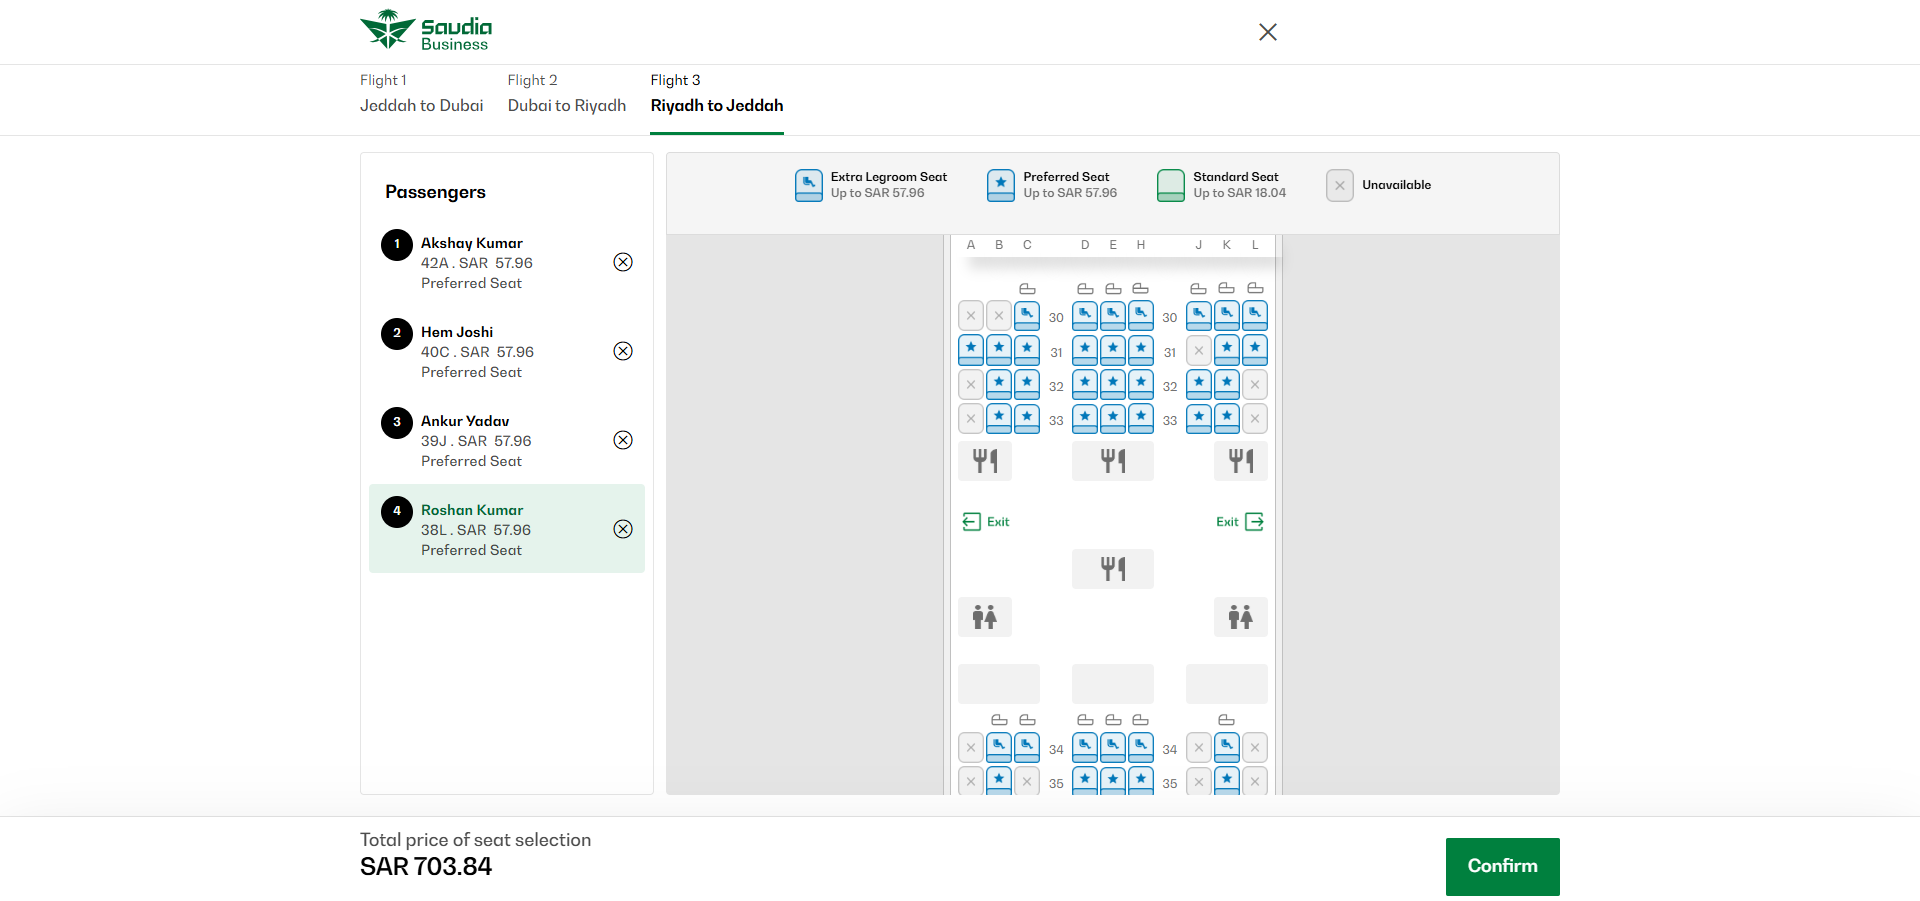 Saudia
Business
Flight 1
Jeddah to Dubai
Flight 2
Dubai to Riyadh
Flight 3
Riyadh to Jeddah
Passengers
1
Akshay Kumar
42A . SAR 57.96
Preferred Seat
2
Hem Joshi
40C . SAR 57.96
Preferred Seat
3
Ankur Yadav
39J . SAR 57.96
Preferred Seat
4
Roshan Kumar
38L . SAR 57.96
Preferred Seat
Extra Legroom Seat
Up to SAR 57.96
Preferred Seat
Up to SAR 57.96
Standard Seat
Up to SAR 18.04
Unavailable
A B C D E H J K L
30 30
31 31
32 32
33 33
Exit Exit
34 34
35 35
Total price of seat selection
SAR 703.84
Confirm